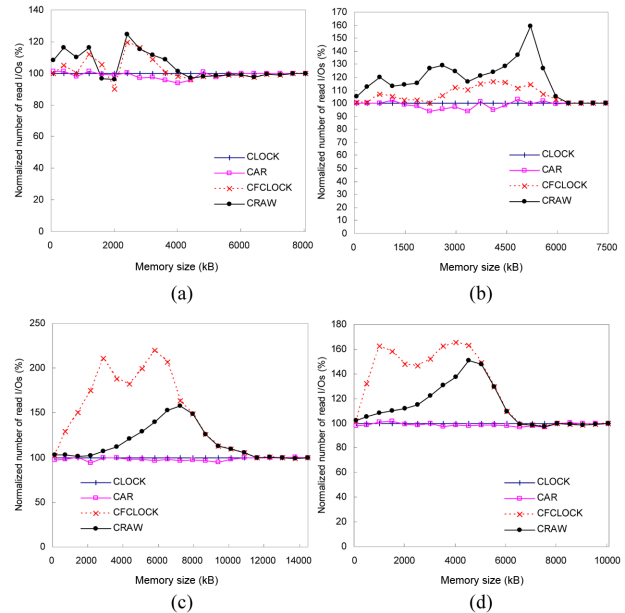 Normalized number of read I/Os (%)
140
120
100
80
60
40
20
0
CLOCK
CAR
CFCLOCK
CRAW
0 2000 4000 6000 8000
Memory size (kB)
(a)
Normalized number of read I/Os (%)
170
160
150
140
130
120
110
100
90
80
70
60
50
40
30
20
10
0
CLOCK
CAR
CFCLOCK
CRAW
0 1500 3000 4500 6000 7500
Memory size (kB)
(b)
Normalized number of read I/Os (%)
250
200
150
100
50
0
CLOCK
CAR
CFCLOCK
CRAW
0 2000 4000 6000 8000 10000 12000 14000
Memory size (kB)
(c)
Normalized number of read I/Os (%)
180
160
140
120
100
80
60
40
20
0
CLOCK
CAR
CFCLOCK
CRAW
0 2000 4000 6000 8000 10000
Memory size (kB)
(d)